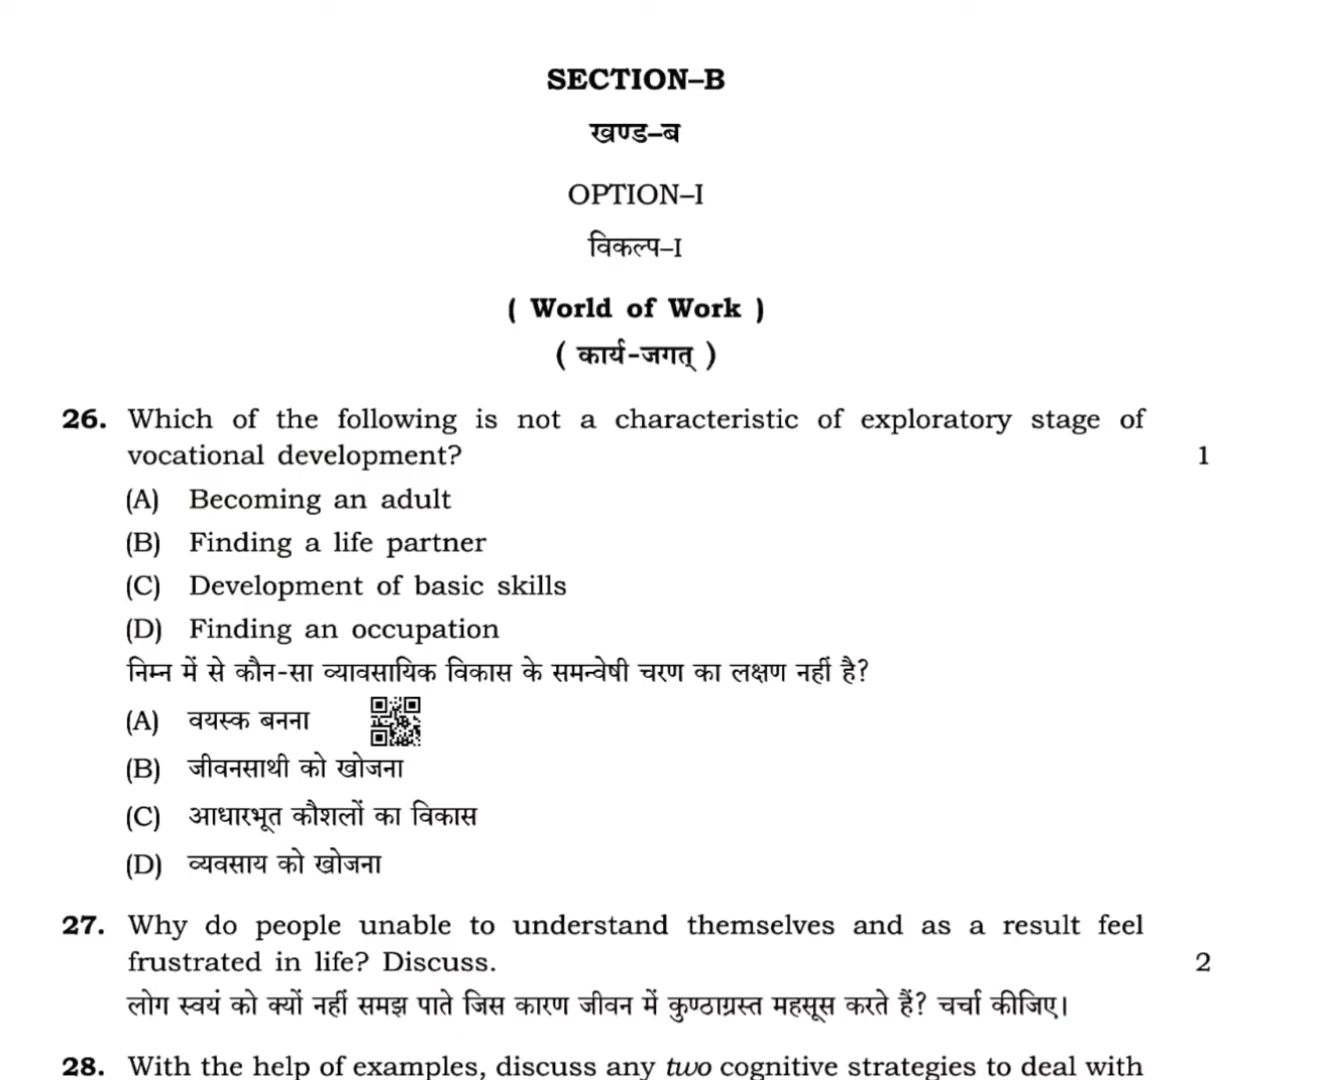 SECTION–B
खण्ड–ब
OPTION–I
विकल्प–I
( World of Work )
( कार्य-जगत् )
26. Which of the following is not a characteristic of exploratory stage of
vocational development? 1
(A) Becoming an adult
(B) Finding a life partner
(C) Development of basic skills
(D) Finding an occupation
निम्न में से कौन-सा व्यावसायिक विकास के समन्वेषी चरण का लक्षण नहीं है?
(A) वयस्क बनना
(B) जीवनसाथी को खोजना
(C) आधारभूत कौशलों का विकास
(D) व्यवसाय को खोजना
27. Why do people unable to understand themselves and as a result feel
frustrated in life? Discuss. 2
लोग स्वयं को क्यों नहीं समझ पाते जिस कारण जीवन में कुण्ठाग्रस्त महसूस करते हैं? चर्चा कीजिए।
28. With the help of examples, discuss any two cognitive strategies to deal with